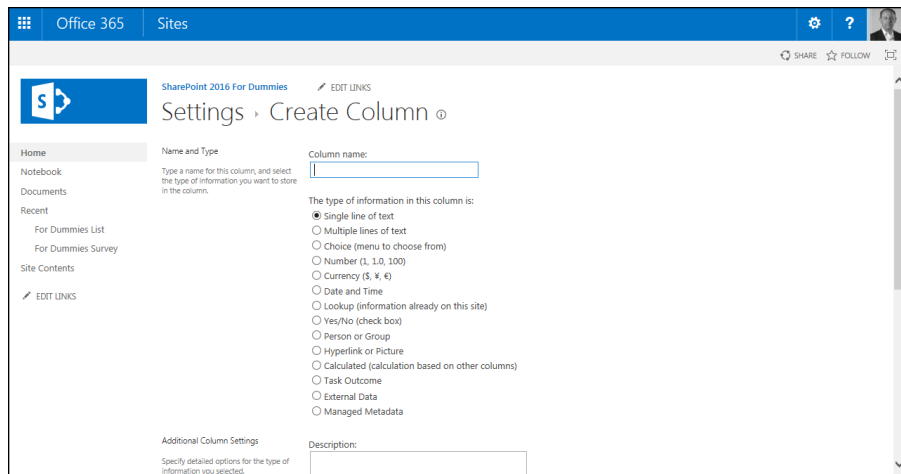 Office 365
Sites
?
SHARE
FOLLOW
S
SharePoint 2016 For Dummies
EDIT LINKS
Settings › Create Column
Home
Notebook
Documents
Recent
For Dummies List
For Dummies Survey
Site Contents
EDIT LINKS
Name and Type
Type a name for this column, and select
the type of information you want to store
in the column.
Column name:
The type of information in this column is:
Single line of text
Multiple lines of text
Choice (menu to choose from)
Number (1, 1.0, 100)
Currency ($, ¥, €)
Date and Time
Lookup (information already on this site)
Yes/No (check box)
Person or Group
Hyperlink or Picture
Calculated (calculation based on other columns)
Task Outcome
External Data
Managed Metadata
Additional Column Settings
Specify detailed options for the type of
information you selected.
Description: